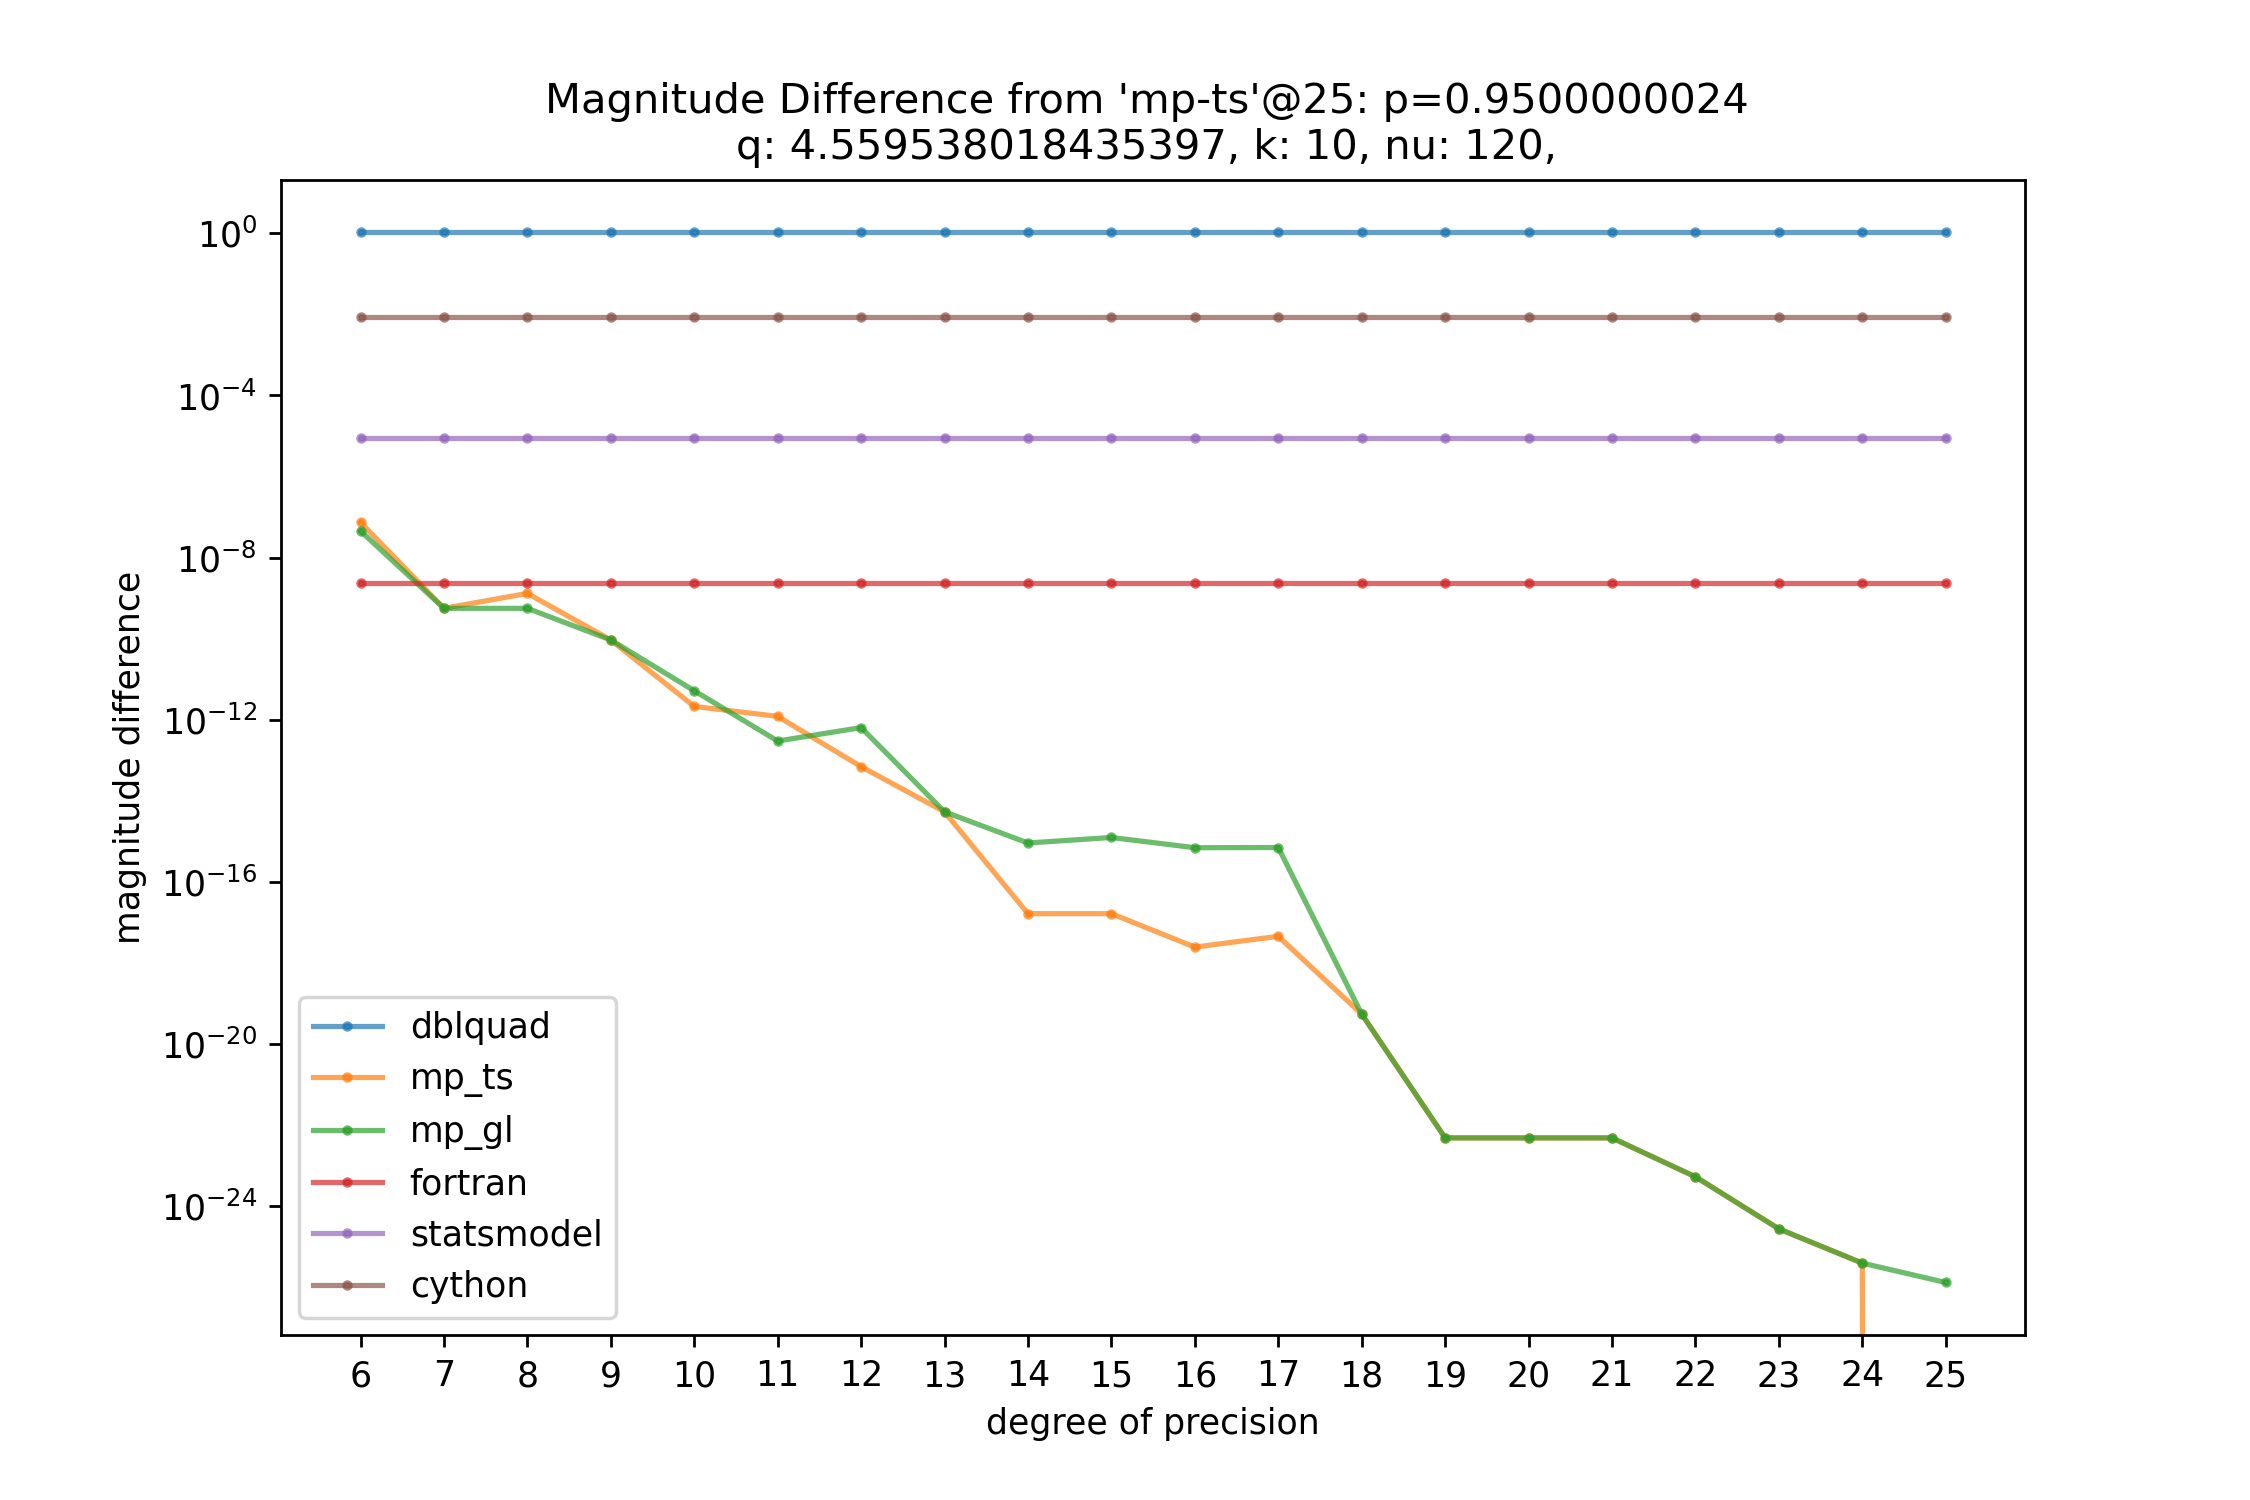 Magnitude Difference from 'mp-ts'@25: p=0.9500000024
q: 4.559538018435397, k: 10, nu: 120,
magnitude difference
10⁰
10⁻⁴
10⁻⁸
10⁻¹²
10⁻¹⁶
10⁻²⁰
10⁻²⁴
dblquad
mp_ts
mp_gl
fortran
statsmodel
cython
6 7 8 9 10 11 12 13 14 15 16 17 18 19 20 21 22 23 24 25
degree of precision